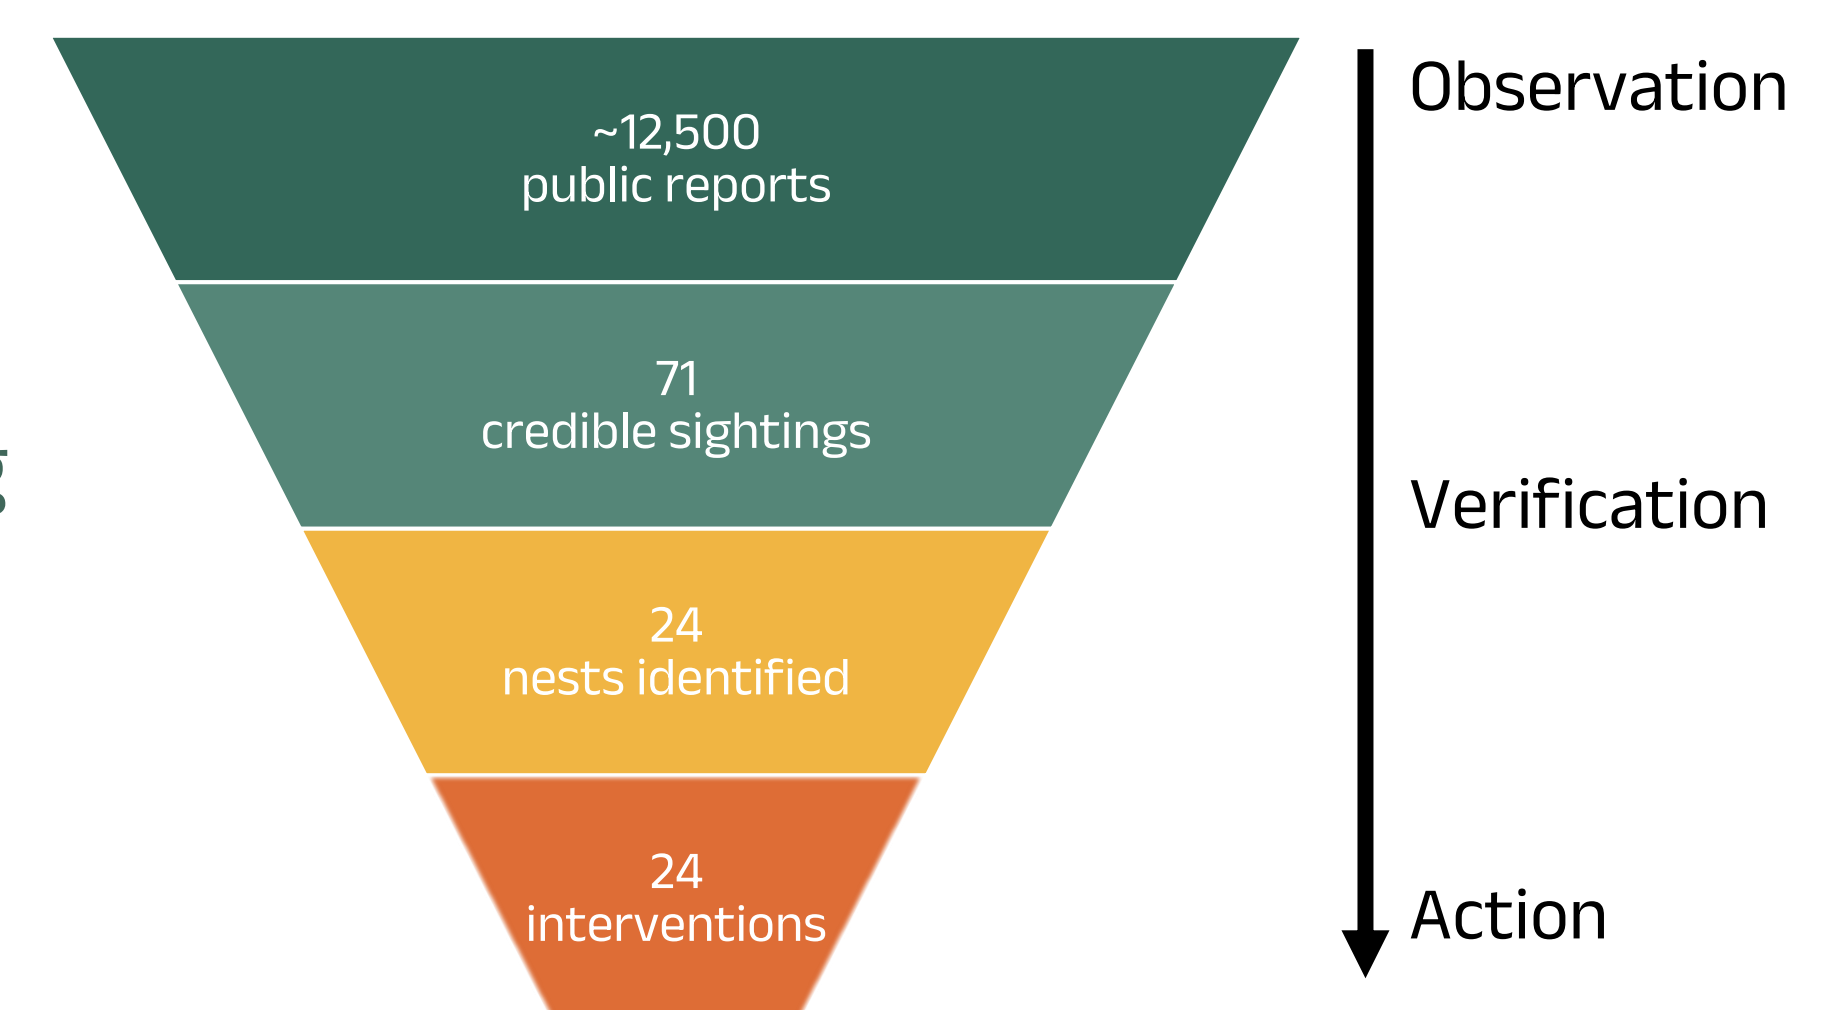 ~12,500
public reports
71
credible sightings
24
nests identified
24
interventions
Observation
Verification
Action